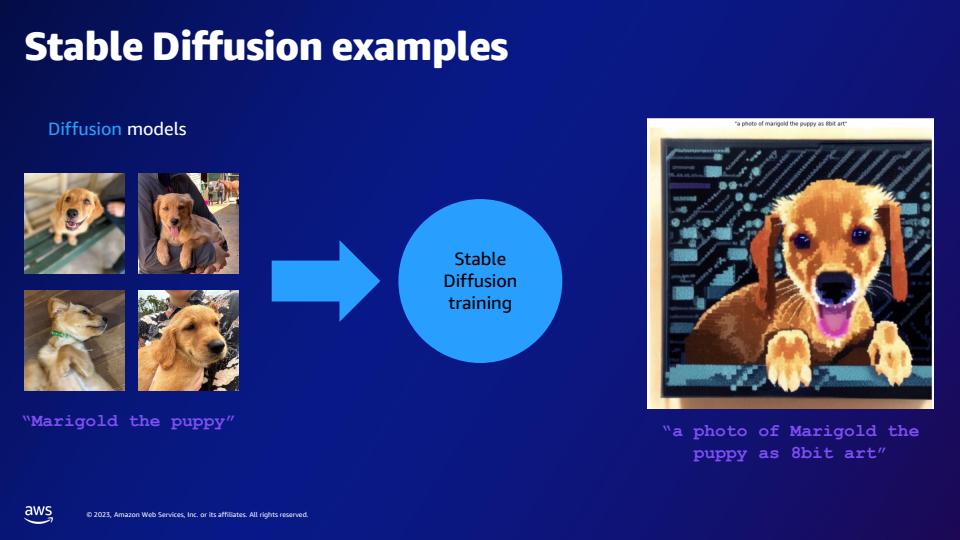 Stable Diffusion examples
Diffusion models
"a photo of marigold the puppy as 8bit art"
Stable
Diffusion
training
“Marigold the puppy”
“a photo of Marigold the
puppy as 8bit art”
aws
© 2023, Amazon Web Services, Inc. or its affiliates. All rights reserved.